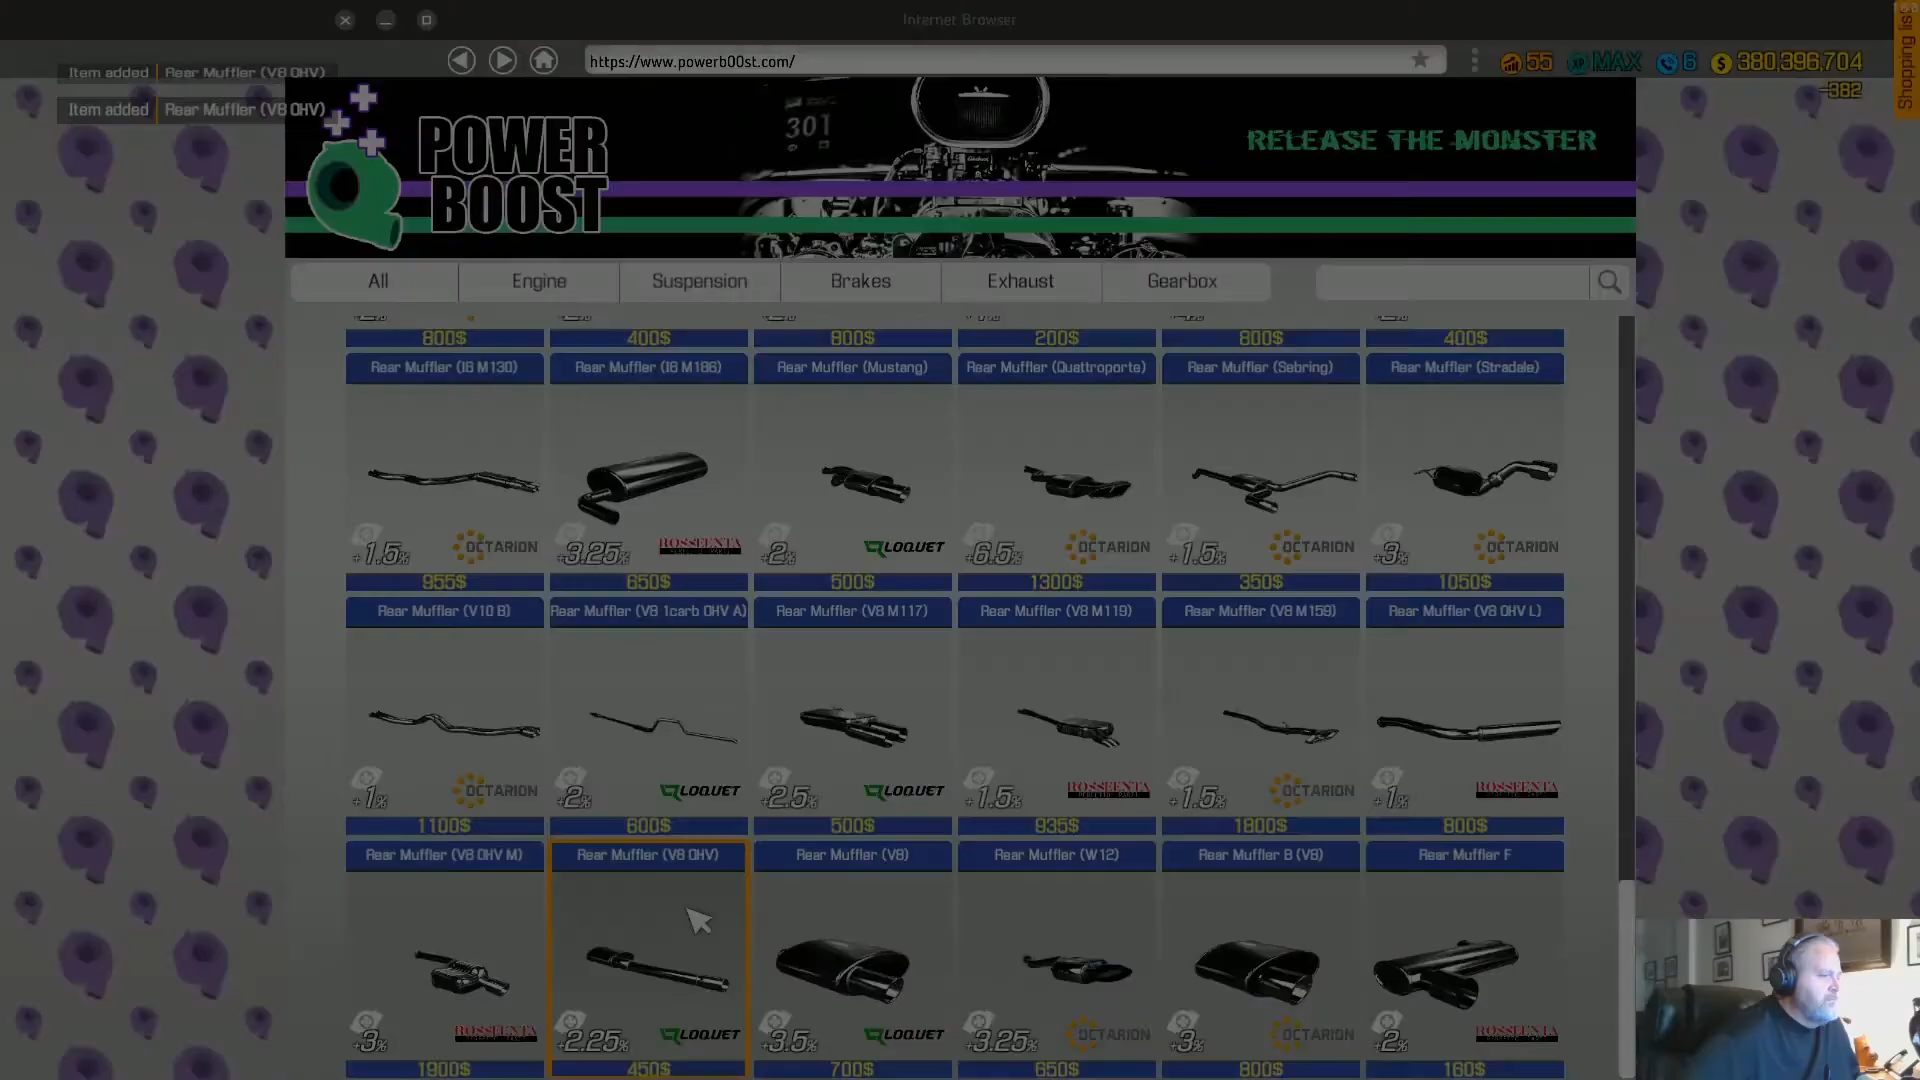 Internet Browser
https://www.powerb00st.com/
55 XP MAX 6 $ 380,396,704
-382
Shopping list
Item added Rear Muffler (V8 OHV)
Item added Rear Muffler (V8 OHV)
POWER
BOOST
301
RELEASE THE MONSTER
All Engine Suspension Brakes Exhaust Gearbox
800$ 400$ 800$ 200$ 800$ 400$
Rear Muffler (I6 M130) Rear Muffler (I6 M186) Rear Muffler (Mustang) Rear Muffler (Quattroporte) Rear Muffler (Sebring) Rear Muffler (Stradale)
+1.5% OCTARION +3.25% ROSSFENTA +2% LOQUET +6.5% OCTARION +1.5% OCTARION +3% OCTARION
955$ 650$ 500$ 1300$ 350$ 1050$
Rear Muffler (V10 B) Rear Muffler (V8 1carb OHV A) Rear Muffler (V8 M117) Rear Muffler (V8 M119) Rear Muffler (V8 M159) Rear Muffler (V8 OHV L)
+1% OCTARION +2% LOQUET +2.5% LOQUET +1.5% ROSSFENTA +1.5% OCTARION +1% ROSSFENTA
1100$ 600$ 500$ 935$ 1800$ 800$
Rear Muffler (V8 OHV M) Rear Muffler (V8 OHV) Rear Muffler (V8) Rear Muffler (W12) Rear Muffler B (V8) Rear Muffler F
+3% ROSSFENTA +2.25% LOQUET +3.5% LOQUET +3.25% OCTARION +3% OCTARION +2% ROSSFENTA
1900$ 450$ 700$ 650$ 800$ 160$